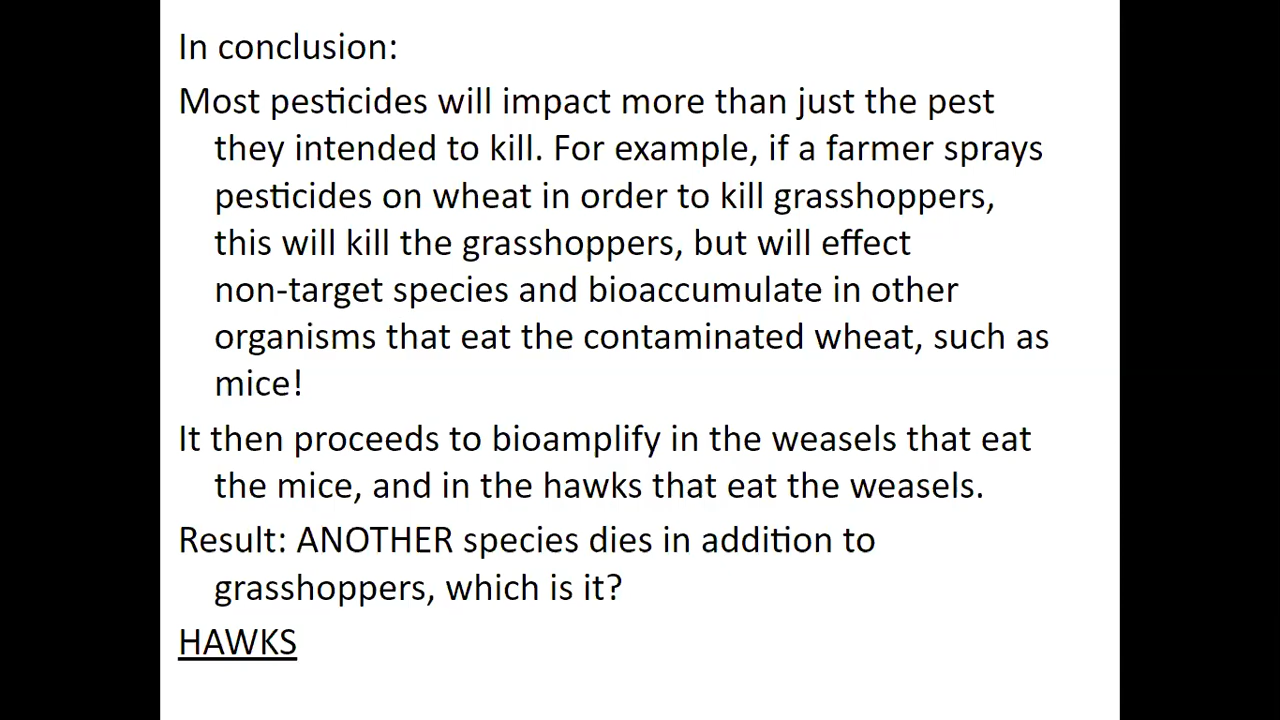 In conclusion:
Most pesticides will impact more than just the pest
they intended to kill. For example, if a farmer sprays
pesticides on wheat in order to kill grasshoppers,
this will kill the grasshoppers, but will effect
non-target species and bioaccumulate in other
organisms that eat the contaminated wheat, such as
mice!
It then proceeds to bioamplify in the weasels that eat
the mice, and in the hawks that eat the weasels.
Result: ANOTHER species dies in addition to
grasshoppers, which is it?
HAWKS